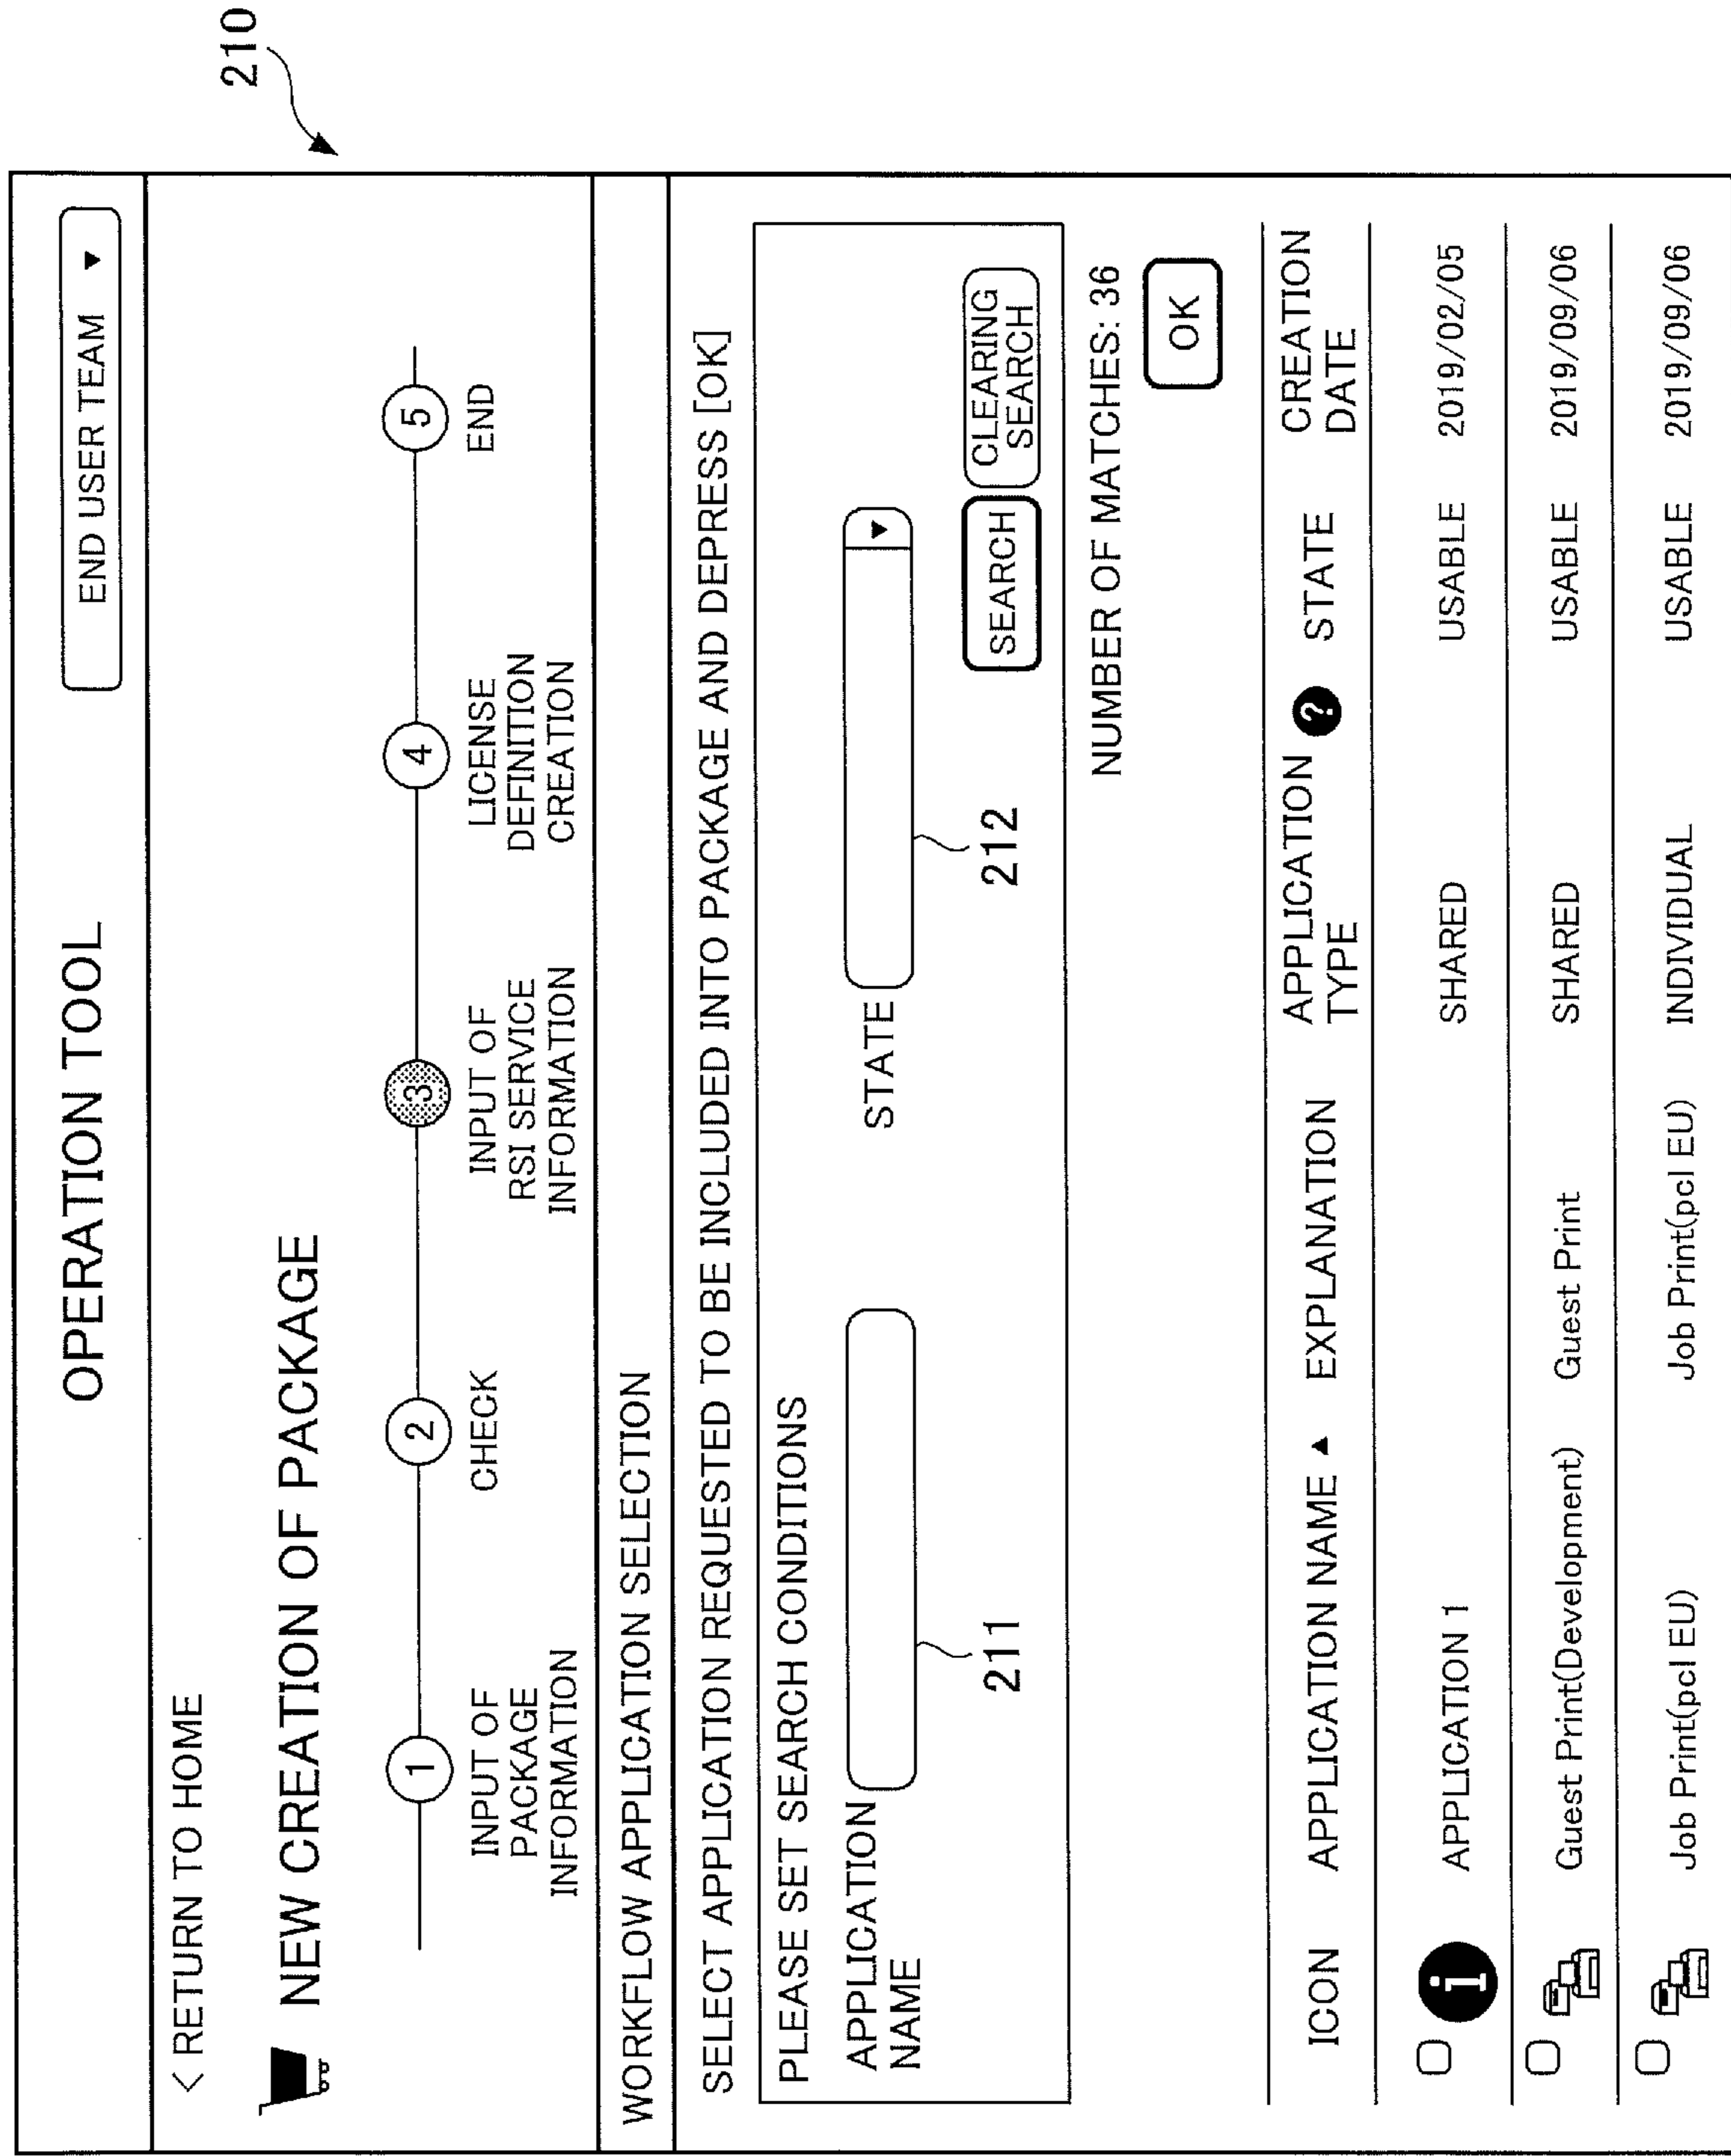 210
OPERATION TOOL
END USER TEAM ▼
< RETURN TO HOME
NEW CREATION OF PACKAGE
1 2 3 4 5
INPUT OF
PACKAGE
INFORMATION
CHECK
INPUT OF
RSI SERVICE
INFORMATION
LICENSE
DEFINITION
CREATION
END
WORKFLOW APPLICATION SELECTION
SELECT APPLICATION REQUESTED TO BE INCLUDED INTO PACKAGE AND DEPRESS [OK]
PLEASE SET SEARCH CONDITIONS
APPLICATION
NAME
211
STATE
▼
212
SEARCH
CLEARING
SEARCH
NUMBER OF MATCHES: 36
OK
ICON APPLICATION NAME ▲ EXPLANATION APPLICATION
TYPE ? STATE CREATION
DATE
i APPLICATION 1 SHARED USABLE 2019/02/05
Guest Print(Development) Guest Print SHARED USABLE 2019/09/06
Job Print(pcl EU) Job Print(pcl EU) INDIVIDUAL USABLE 2019/09/06